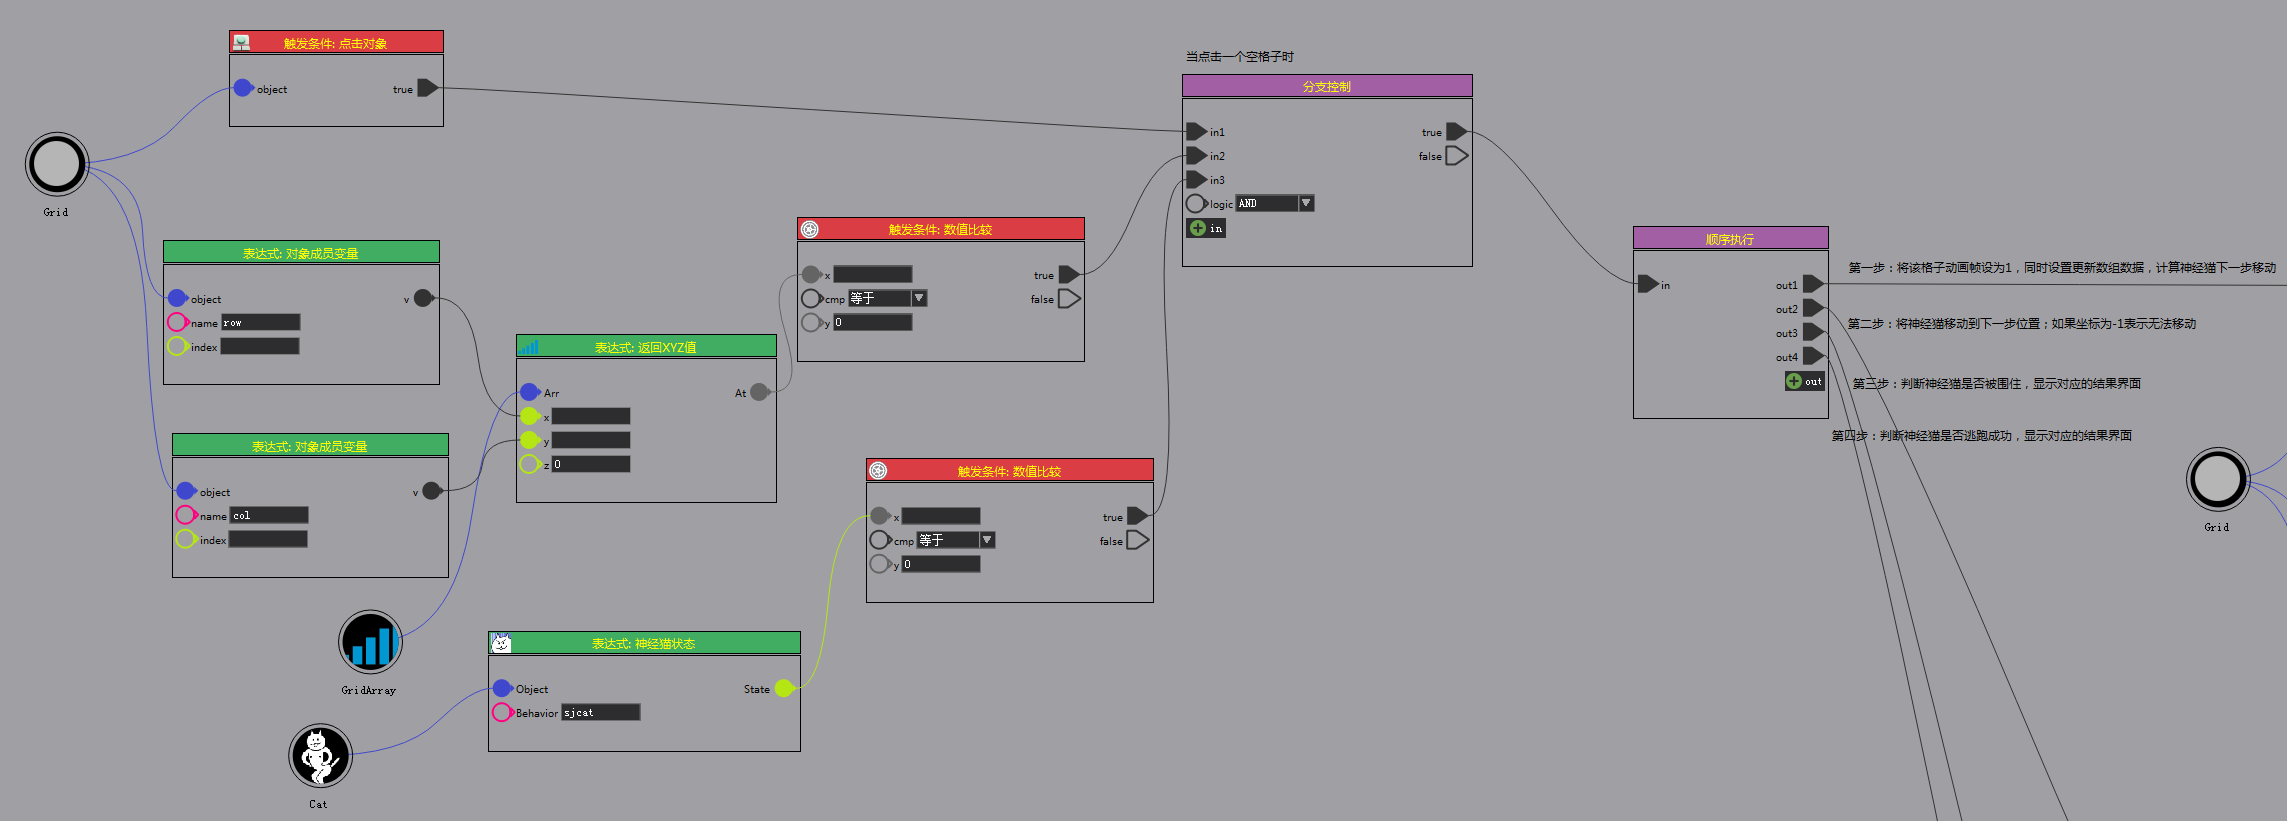 触发条件: 点击对象
object
true
Grid
表达式: 对象成员变量
object
v
name row
index
表达式: 对象成员变量
object
v
name col
index
GridArray
Cat
表达式: 返回XYZ值
Arr
At
x
y
z 0
表达式: 神经猫状态
Object
State
Behavior sjcat
触发条件: 数值比较
x
true
cmp 等于
false
y 0
触发条件: 数值比较
x
true
cmp 等于
false
y 0
当点击一个空格子时
分支控制
in1
true
in2
false
in3
logic AND
in
顺序执行
in
out1
out2
out3
out4
out
第一步：将该格子动画帧设为1，同时设置更新数组数据，计算神经猫下一步移动
第二步：将神经猫移动到下一步位置；如果坐标为-1表示无法移动
第三步：判断神经猫是否被围住，显示对应的结果界面
第四步：判断神经猫是否逃跑成功，显示对应的结果界面
Grid